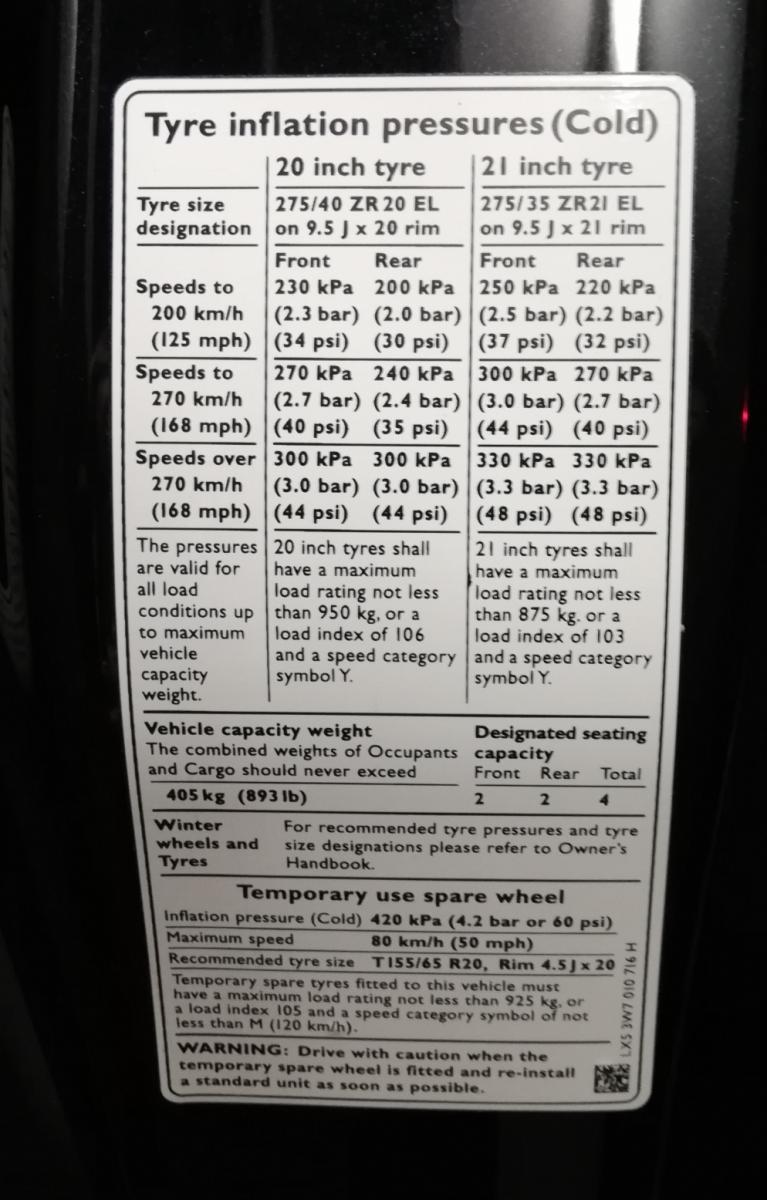 Tyre inflation pressures (Cold)
20 inch tyre 21 inch tyre
Tyre size 275/40 ZR 20 EL 275/35 ZR21 EL
designation on 9.5 J x 20 rim on 9.5 J x 21 rim
Front Rear Front Rear
Speeds to 230 kPa 200 kPa 250 kPa 220 kPa
200 km/h (2.3 bar) (2.0 bar) (2.5 bar) (2.2 bar)
(125 mph) (34 psi) (30 psi) (37 psi) (32 psi)
Speeds to 270 kPa 240 kPa 300 kPa 270 kPa
270 km/h (2.7 bar) (2.4 bar) (3.0 bar) (2.7 bar)
(168 mph) (40 psi) (35 psi) (44 psi) (40 psi)
Speeds over 300 kPa 300 kPa 330 kPa 330 kPa
270 km/h (3.0 bar) (3.0 bar) (3.3 bar) (3.3 bar)
(168 mph) (44 psi) (44 psi) (48 psi) (48 psi)
The pressures
are valid for
all load
conditions up
to maximum
vehicle
capacity
weight.
20 inch tyres shall
have a maximum
load rating not less
than 950 kg, or a
load index of 106
and a speed category
symbol Y.
21 inch tyres shall
have a maximum
load rating not less
than 875 kg. or a
load index of 103
and a speed category
symbol Y.
Vehicle capacity weight
The combined weights of Occupants
and Cargo should never exceed
405 kg (893 lb)
Designated seating
capacity
Front Rear Total
2 2 4
Winter
wheels and
Tyres
For recommended tyre pressures and tyre
size designations please refer to Owner's
Handbook.
Temporary use spare wheel
Inflation pressure (Cold) 420 kPa (4.2 bar or 60 psi)
Maximum speed 80 km/h (50 mph)
Recommended tyre size T155/65 R20, Rim 4.5 J x 20
Temporary spare tyres fitted to this vehicle must
have a maximum load rating not less than 925 kg, or
a load index 105 and a speed category symbol of not
less than M (120 km/h).
WARNING: Drive with caution when the
temporary spare wheel is fitted and re-install
a standard unit as soon as possible.
LXS 3W7 010 716 H